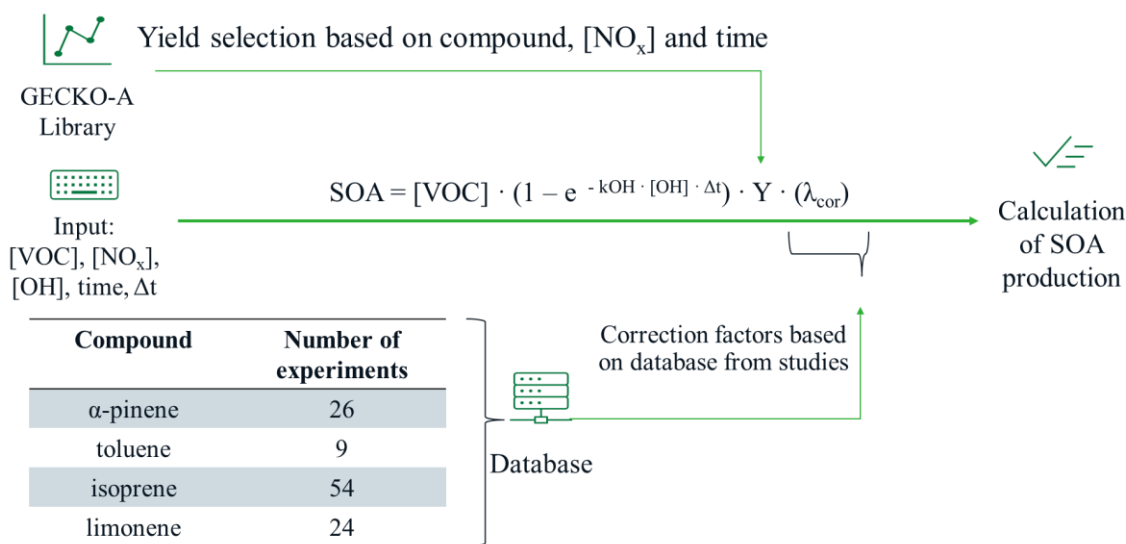 Yield selection based on compound, [NOₓ] and time
GECKO-A
Library
SOA = [VOC] · (1 – e ⁻ ᵏᴼᴴ · [ᴼᴴ] · ᐩᵗ) · Y · (λcor)
Input:
[VOC], [NOₓ],
[OH], time, Δt
Calculation
of SOA
production
Compound Number of
experiments
α-pinene 26
toluene 9
isoprene 54
limonene 24
Correction factors based
on database from studies
Database